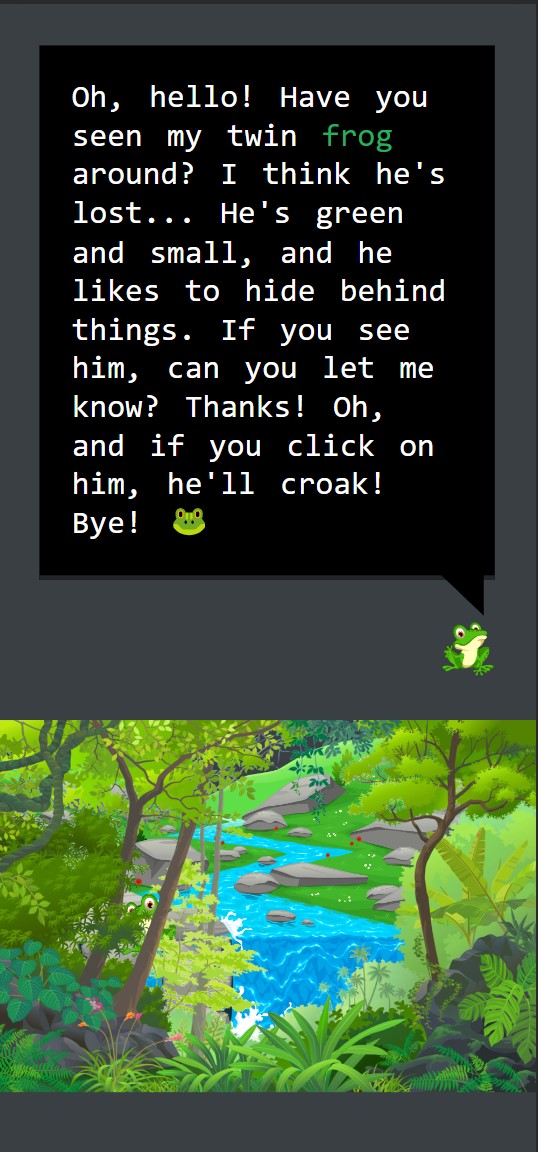 Oh, hello! Have you
seen my twin frog
around? I think he's
lost... He's green
and small, and he
likes to hide behind
things. If you see
him, can you let me
know? Thanks! Oh,
and if you click on
him, he'll croak!
Bye! 🐸